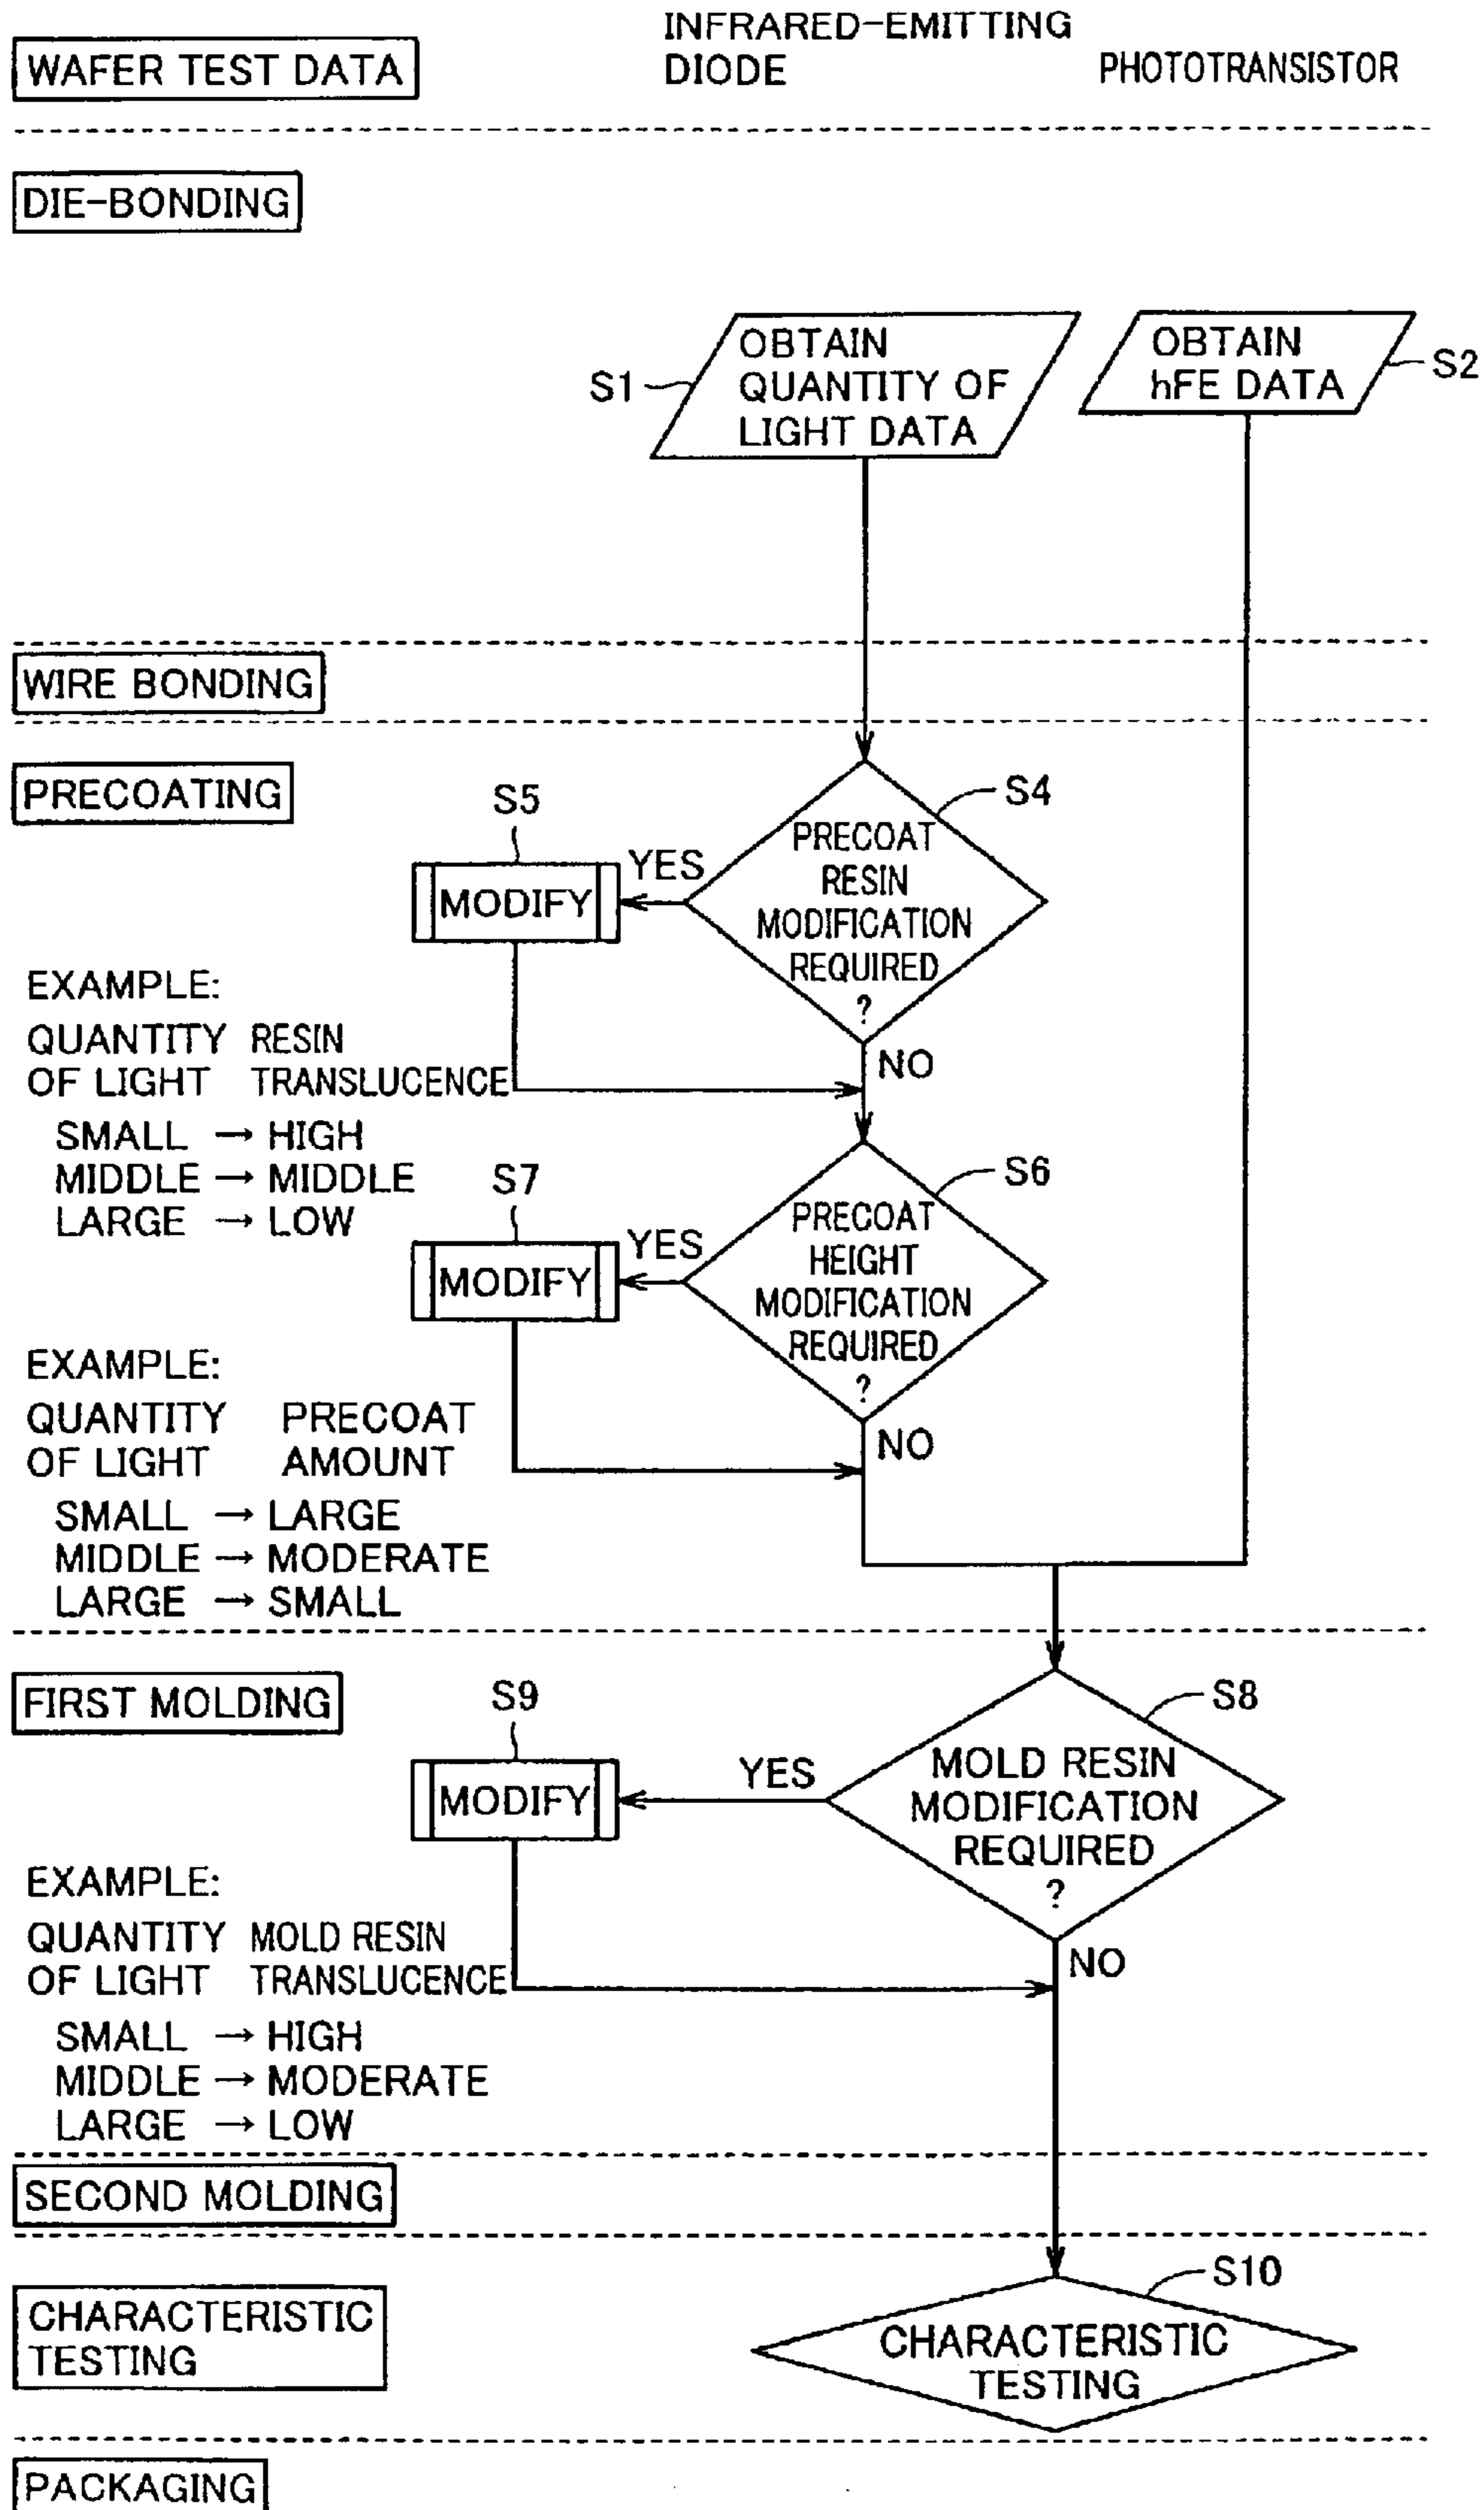 INFRARED-EMITTING
WAFER TEST DATA DIODE PHOTOTRANSISTOR
DIE-BONDING
OBTAIN
QUANTITY OF
LIGHT DATA
S1
OBTAIN
hFE DATA
S2
WIRE BONDING
PRECOATING
S5
S4
MODIFY
YES
PRECOAT
RESIN
MODIFICATION
REQUIRED
?
NO
EXAMPLE:
QUANTITY RESIN
OF LIGHT TRANSLUCENCE
SMALL → HIGH
MIDDLE → MIDDLE
LARGE → LOW
S7
S6
MODIFY
YES
PRECOAT
HEIGHT
MODIFICATION
REQUIRED
?
NO
EXAMPLE:
QUANTITY PRECOAT
OF LIGHT AMOUNT
SMALL → LARGE
MIDDLE → MODERATE
LARGE → SMALL
FIRST MOLDING
S9
S8
MODIFY
YES
MOLD RESIN
MODIFICATION
REQUIRED
?
NO
EXAMPLE:
QUANTITY MOLD RESIN
OF LIGHT TRANSLUCENCE
SMALL → HIGH
MIDDLE → MODERATE
LARGE → LOW
SECOND MOLDING
S10
CHARACTERISTIC
TESTING
CHARACTERISTIC
TESTING
PACKAGING